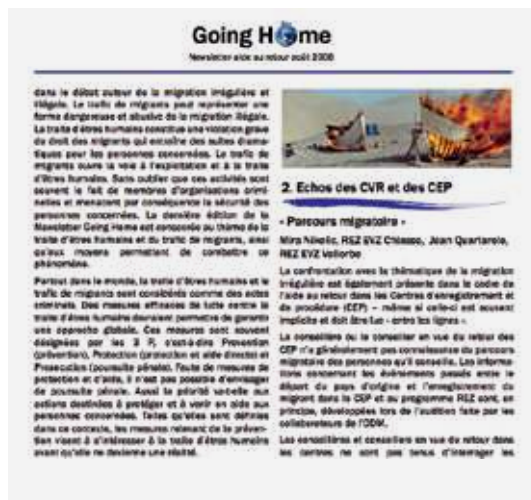 Going Home
Newsletter aide au retour août 2008
dans le débat autour de la migration irrégulière et
illégale. Le trafic de migrants peut représenter une
forme dangereuse et abusive de la migration illégale.
La traite d'êtres humains constitue une violation grave
du droit des migrants qui entraîne des suites drama-
tiques pour les personnes concernées. Le trafic de
migrants ouvre la voie à l'exploitation et à la traite
d'êtres humains. Sans oublier que ces activités sont
souvent le fait de membres d'organisations crimi-
nelles et menacent par conséquence la sécurité des
personnes concernées. La dernière édition de la
Newsletter Going Home est consacrée au thème de la
traite d'êtres humains et du trafic de migrants, ainsi
qu'aux moyens permettant de combattre ce
phénomène.
Partout dans le monde, la traite d'êtres humains et le
trafic de migrants sont considérés comme des actes
criminels. Des mesures efficaces de lutte contre la
traite d'êtres humains devraient permettre de garantir
une approche globale. Ces mesures sont souvent
désignées par les 3 P, c'est-à-dire Prevention
(prévention), Protection (protection et aide directe) et
Prosecution (poursuite pénale). Faute de mesures de
protection et d'aide, il n'est pas possible d'envisager
de poursuite pénale. Aussi la priorité va-t-elle aux
actions destinées à protéger et à venir en aide aux
personnes concernées. Telles qu'elles sont définies
dans ce contexte, les mesures relevant de la préven-
tion visent à s'intéresser à la traite d'êtres humains
avant qu'elle ne devienne une réalité.
2. Echos des CVR et des CEP
« Parcours migratoire »
Mira Nikolic, REZ EVZ Chiasso, Joan Quartarolo,
REZ EVZ Vallorbe
La confrontation avec la thématique de la migration
irrégulière est également présente dans le cadre de
l'aide au retour dans les Centres d'enregistrement et
de procédure (CEP) – même si celle-ci est souvent
implicite et doit être lue « entre les lignes ».
La conseillère ou le conseiller en vue du retour des
CEP n'a généralement pas connaissance du parcours
migratoire des personnes qu'il conseille. Les informa-
tions concernant les événements passés entre le
départ du pays d'origine et l'enregistrement du
migrant dans le CEP et au programme REZ sont, en
principe, développées lors de l'audition faite par les
collaborateurs de l'ODM.
Les conseillères et conseillers en vue du retour dans
les centres ne sont pas tenus d'interroger les